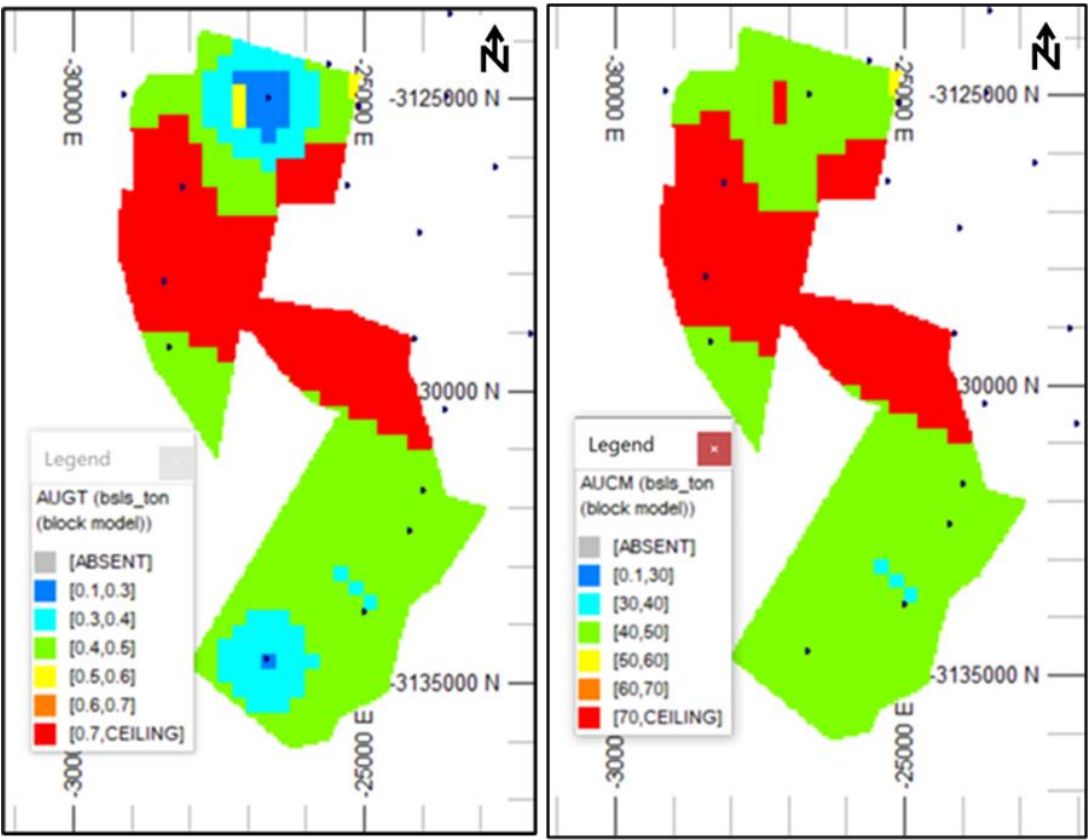 N
-300000 E
-25000 E
-3125000 N
30000 N
Legend
AUGT (bsls_ton
(block model))
[ABSENT]
[0.1,0.3]
[0.3,0.4]
[0.4,0.5]
[0.5,0.6]
[0.6,0.7]
[0.7,CEILING]
-3135000 N
-3000
-25000 E
N
-300000 E
-25000 E
-3125000 N
30000 N
Legend
×
AUCM (bsls_ton
(block model))
[ABSENT]
[0.1,30]
[30,40]
[40,50]
[50,60]
[60,70]
[70,CEILING]
-3135000 N
-3000
-25000 E